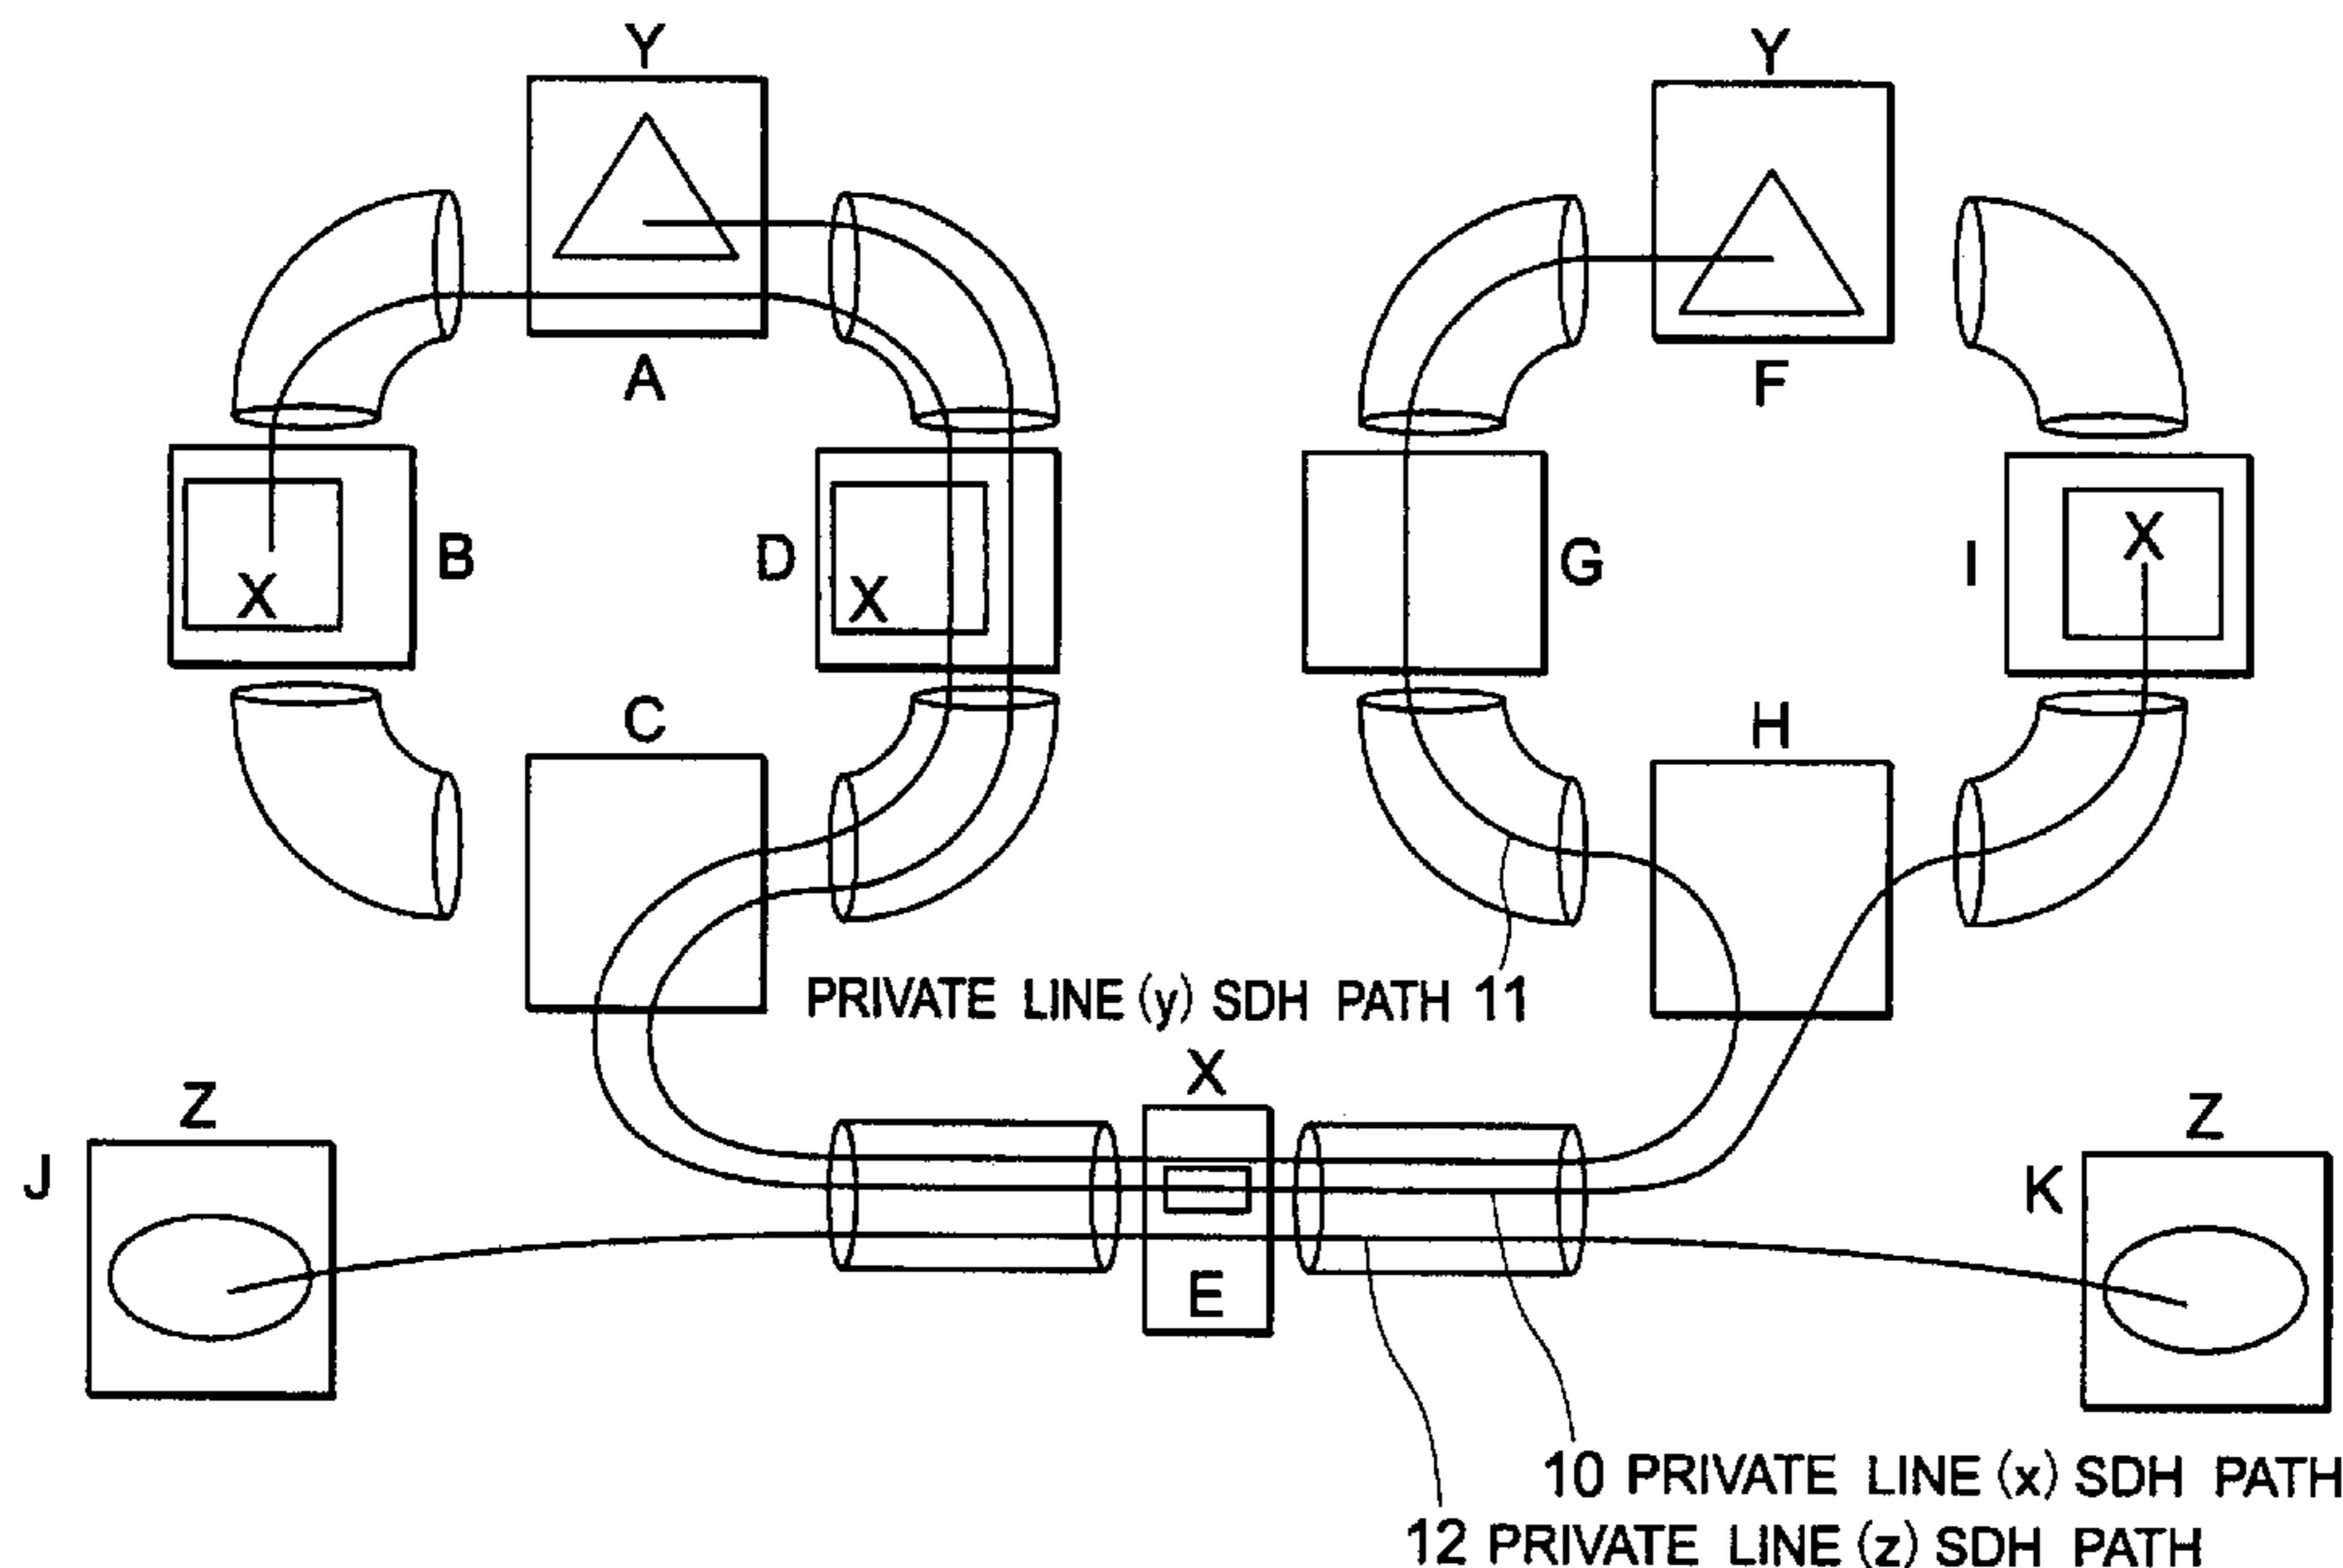 Y
Y
A
F
B
X
D
X
G
I
X
C
H
PRIVATE LINE (y) SDH PATH 11
X
Z
Z
J
K
E
10 PRIVATE LINE (x) SDH PATH
12 PRIVATE LINE (z) SDH PATH